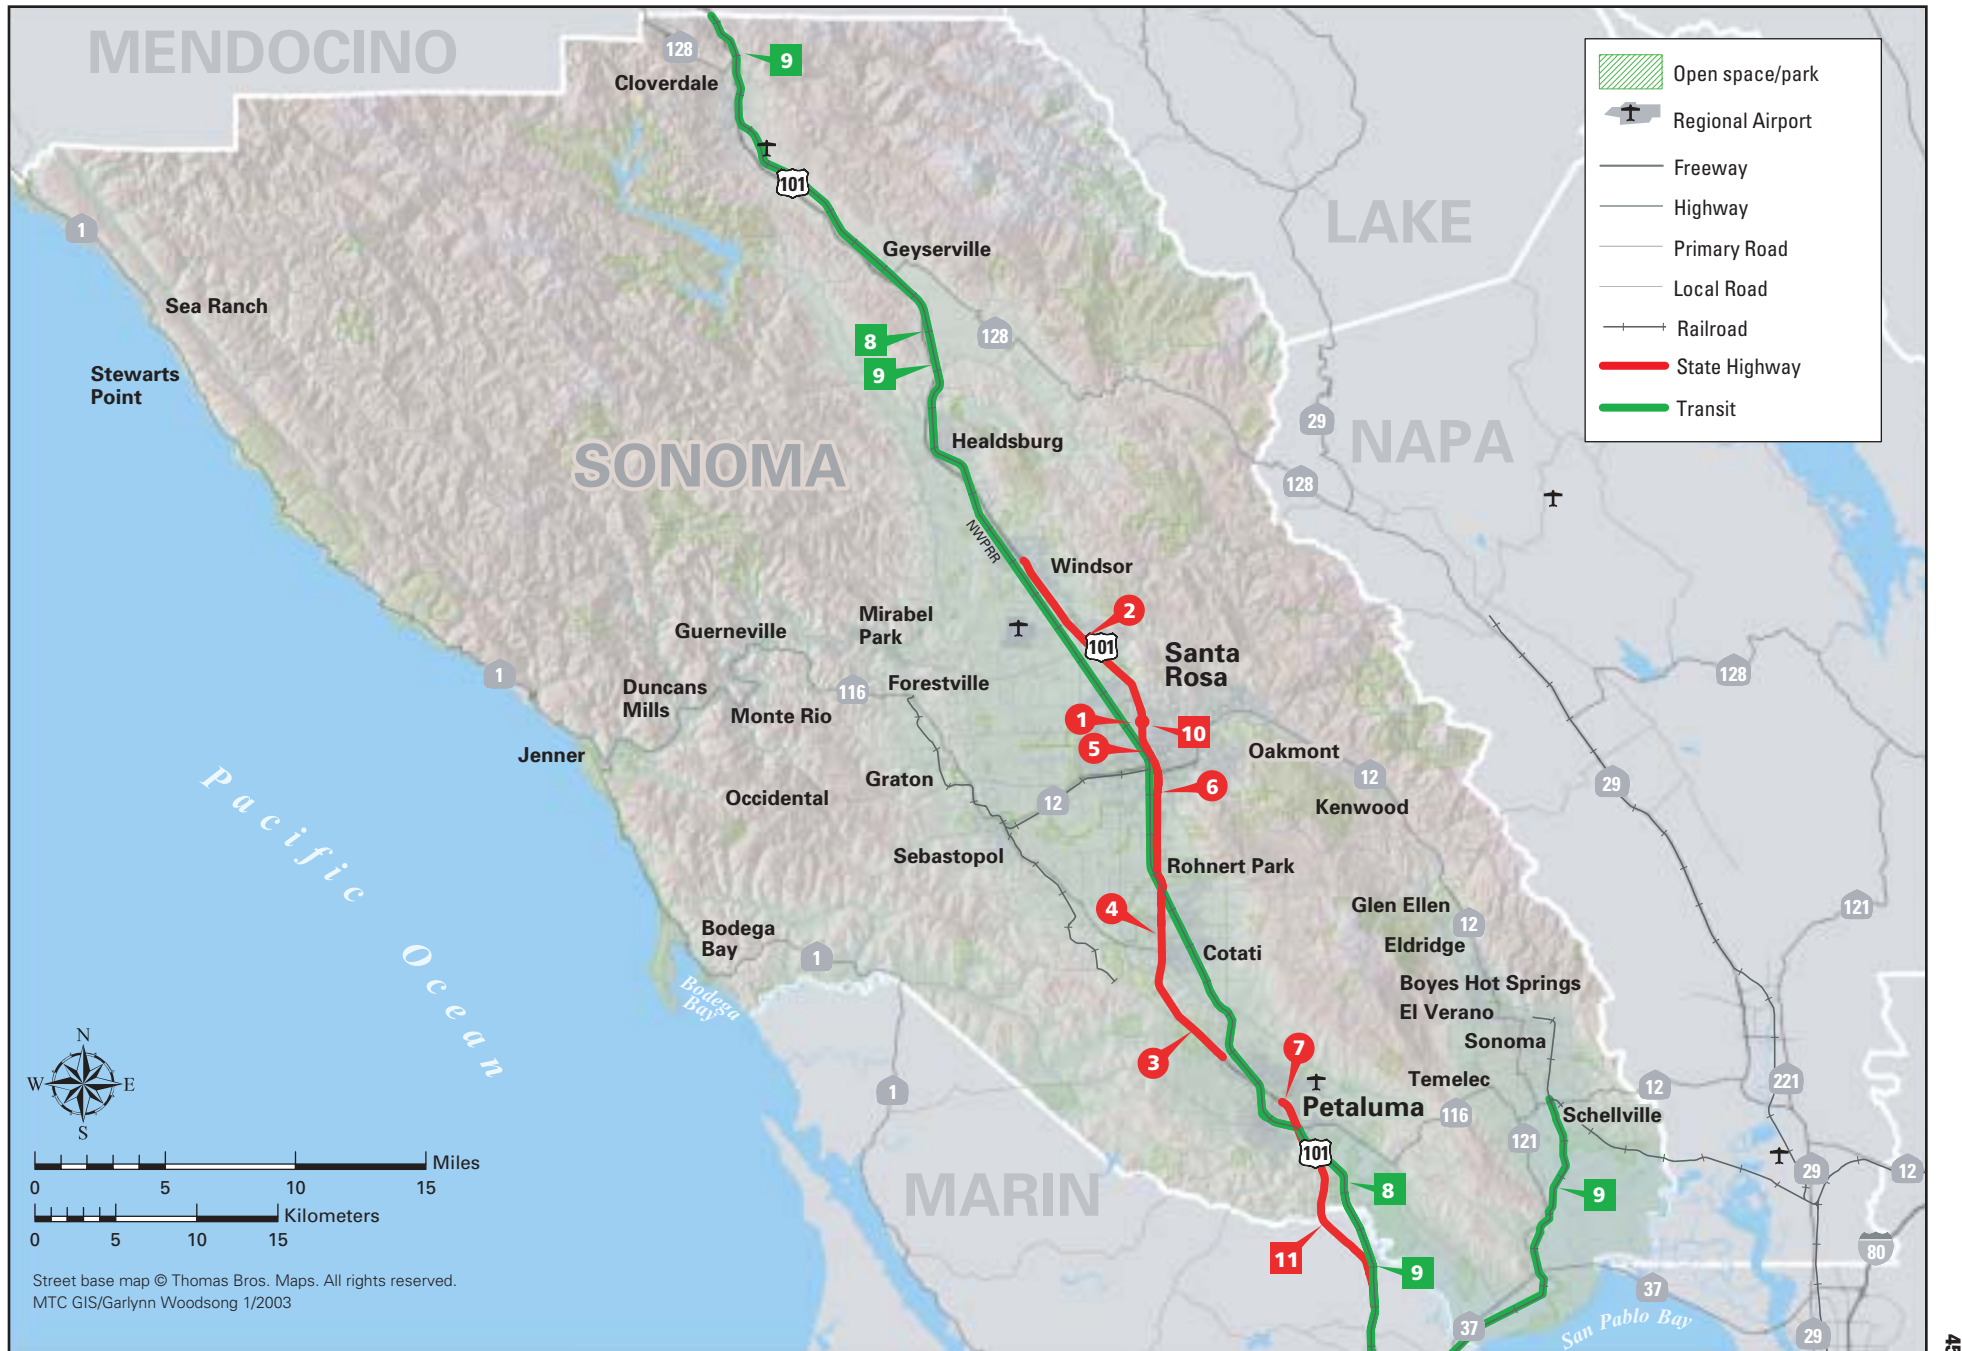 MENDOCINO
128
9
Cloverdale
101
Open space/park
Regional Airport
Freeway
Highway
Primary Road
Local Road
Railroad
State Highway
Transit
1
LAKE
Geyserville
Sea Ranch
128
8
9
Stewarts
Point
29
NAPA
Healdsburg
SONOMA
128
NWPRR
Windsor
2
101
Mirabel
Park
Guerneville
Santa
Rosa
1
116
Forestville
Duncans
Mills
Monte Rio
128
1
10
5
Oakmont
Jenner
Graton
12
6
29
Occidental
12
Kenwood
Pacific Ocean
Sebastopol
Rohnert Park
4
Glen Ellen
12
121
Bodega
Bay
1
Cotati
Eldridge
Bodega
Bay
Boyes Hot Springs
El Verano
Sonoma
N
W E
S
3
7
Temelec
12
221
1
Petaluma
116
Schellville
121
101
29
12
0 5 10 15
Miles
MARIN
8
9
0 5 10 15
Kilometers
11
9
80
Street base map © Thomas Bros. Maps. All rights reserved.
MTC GIS/Garlynn Woodsong 1/2003
37
37
San Pablo Bay
29
45